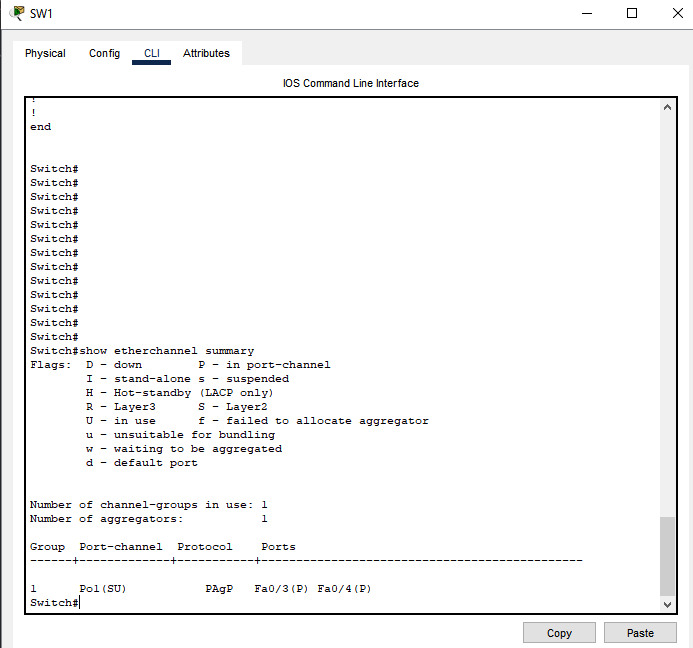 SW1
Physical Config CLI Attributes
IOS Command Line Interface
!
!
end
Switch#
Switch#
Switch#
Switch#
Switch#
Switch#
Switch#
Switch#
Switch#
Switch#
Switch#
Switch#
Switch#
Switch#show etherchannel summary
Flags:  D - down        P - in port-channel
        I - stand-alone s - suspended
        H - Hot-standby (LACP only)
        R - Layer3      S - Layer2
        U - in use      f - failed to allocate aggregator
        u - unsuitable for bundling
        w - waiting to be aggregated
        d - default port
Number of channel-groups in use: 1
Number of aggregators:           1
Group  Port-channel  Protocol    Ports
------+-------------+-----------+----------------------------------------------
1      Po1(SU)           PAgP   Fa0/3(P) Fa0/4(P)
Switch#
Copy Paste